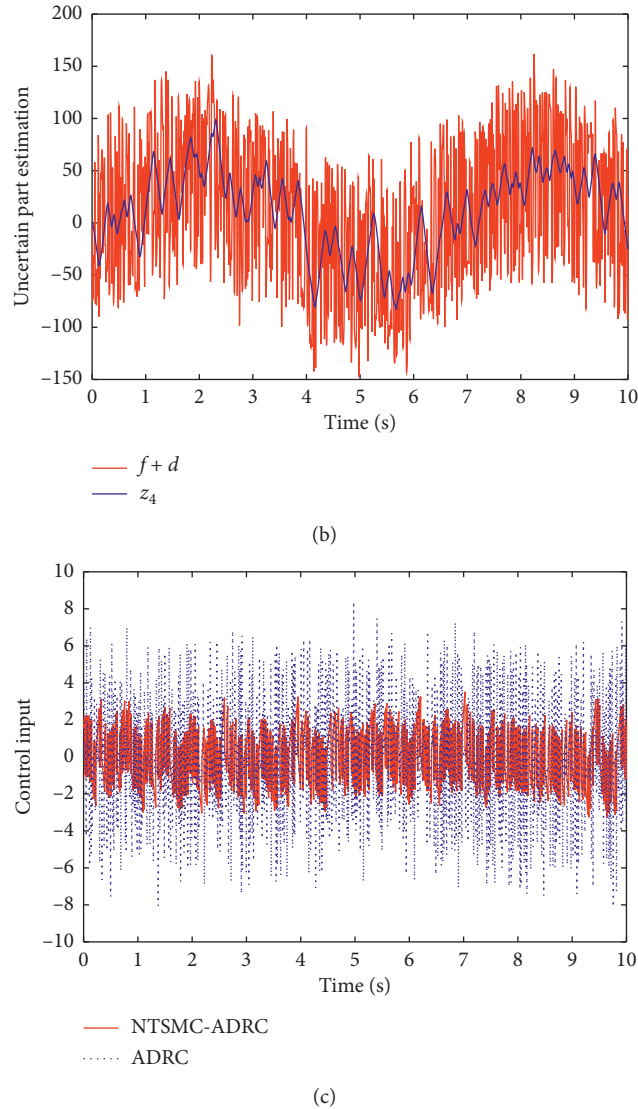 200
150
100
50
0
−50
−100
−150
Uncertain part estimation
0 1 2 3 4 5 6 7 8 9 10
Time (s)
f + d
z4
(b)
10
8
6
4
2
0
−2
−4
−6
−8
−10
Control input
0 1 2 3 4 5 6 7 8 9 10
Time (s)
NTSMC-ADRC
ADRC
(c)